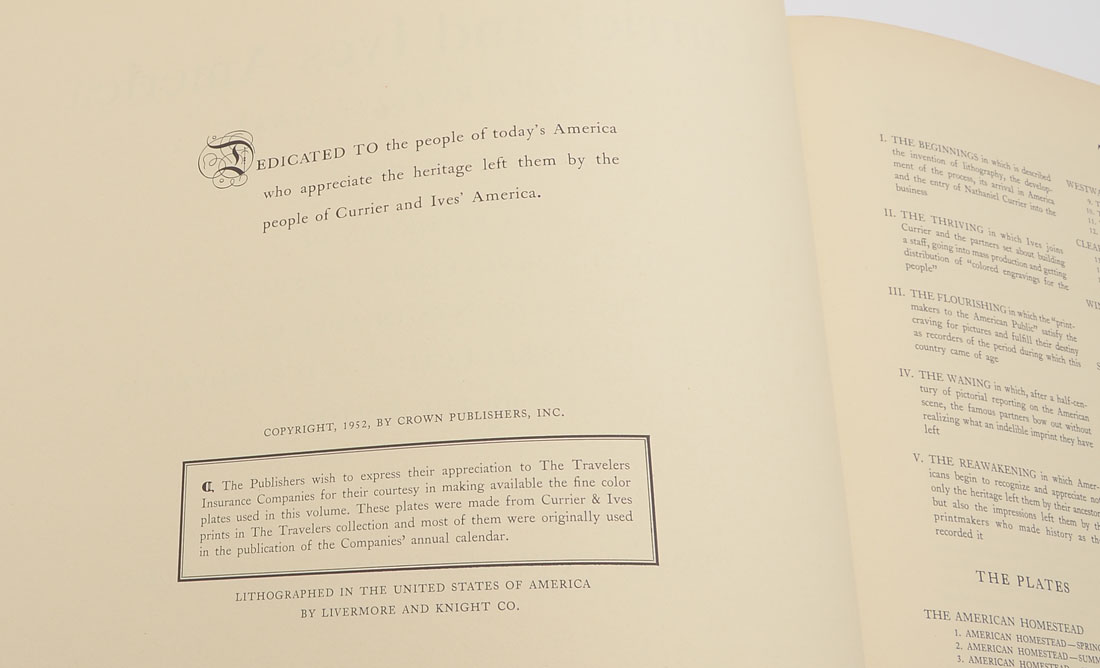 DEDICATED TO the people of today's America
who appreciate the heritage left them by the
people of Currier and Ives' America.
COPYRIGHT, 1952, BY CROWN PUBLISHERS, INC.
The Publishers wish to express their appreciation to The Travelers
Insurance Companies for their courtesy in making available the fine color
plates used in this volume. These plates were made from Currier & Ives
prints in The Travelers collection and most of them were originally used
in the publication of the Companies' annual calendar.
LITHOGRAPHED IN THE UNITED STATES OF AMERICA
BY LIVERMORE AND KNIGHT CO.
I. THE BEGINNINGS in which is described
the invention of lithography, the develop-
ment of the process, its arrival in America
and the entry of Nathaniel Currier into the
business
II. THE THRIVING in which Ives joins
Currier and the partners set about building
a staff, going into mass production and getting
distribution of "colored engravings for the
people"
III. THE FLOURISHING in which the "print-
makers to the American Public" satisfy the
craving for pictures and fulfill their destiny
as recorders of the period during which this
country came of age
IV. THE WANING in which, after a half-cen-
tury of pictorial reporting on the American
scene, the famous partners bow out without
realizing what an indelible imprint they have
left
V. THE REAWAKENING in which Amer-
icans begin to recognize and appreciate
only the heritage left them by their
but also the impressions left them by
printmakers who made history as
recorded it
THE PLATES
THE AMERICAN HOMESTEAD
1. AMERICAN HOMESTEAD—
2. AMERICAN HOMESTEAD—
3. AMERICAN
9.
10.
11.
12.